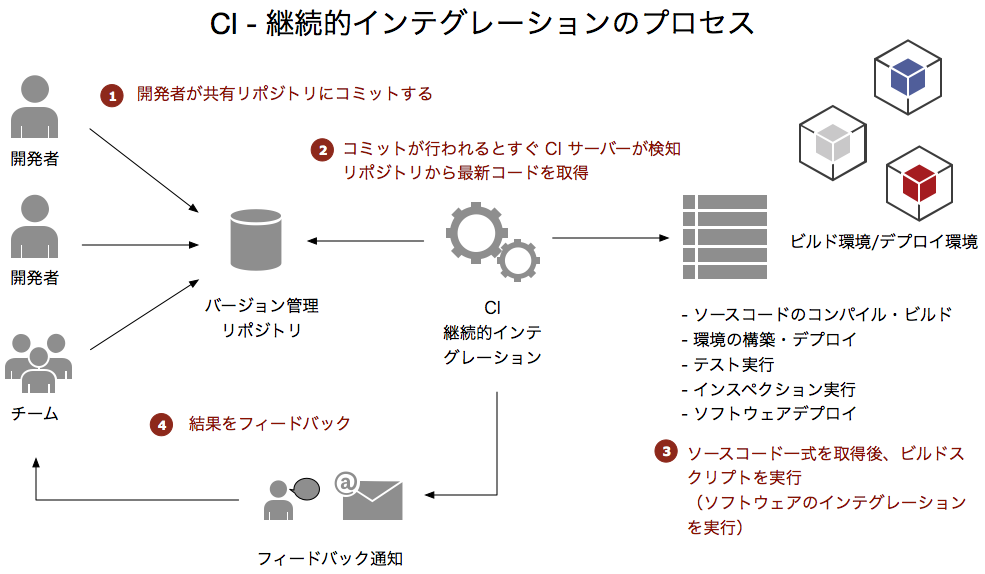 CI - 継続的インテグレーションのプロセス
1 開発者が共有リポジトリにコミットする
開発者
2 コミットが行われるとすぐ CI サーバーが検知
リポジトリから最新コードを取得
開発者
ビルド環境/デプロイ環境
バージョン管理
リポジトリ
CI
継続的インテ
グレーション
- ソースコードのコンパイル・ビルド
- 環境の構築・デプロイ
- テスト実行
- インスペクション実行
- ソフトウェアデプロイ
チーム
4 結果をフィードバック
3 ソースコード一式を取得後、ビルドス
クリプトを実行
（ソフトウェアのインテグレーション
を実行）
@
フィードバック通知